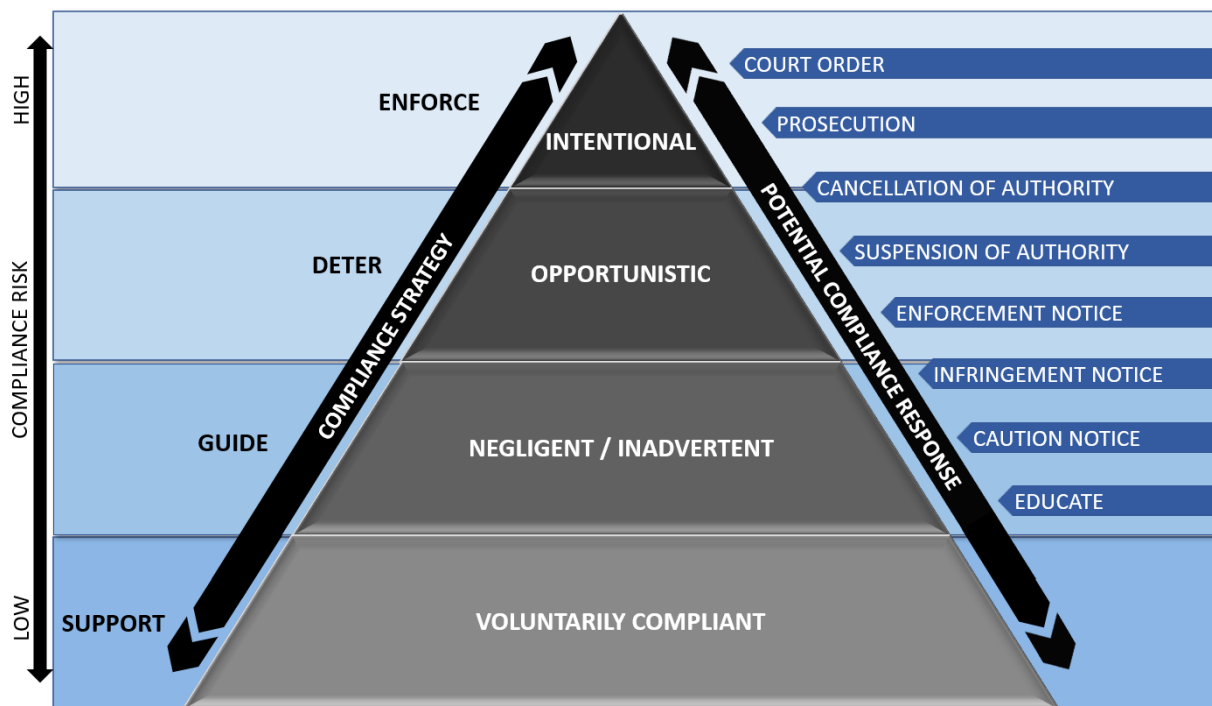 HIGH
COMPLIANCE RISK
LOW
ENFORCE
DETER
GUIDE
SUPPORT
COMPLIANCE STRATEGY
INTENTIONAL
OPPORTUNISTIC
NEGLIGENT / INADVERTENT
VOLUNTARILY COMPLIANT
POTENTIAL COMPLIANCE RESPONSE
COURT ORDER
PROSECUTION
CANCELLATION OF AUTHORITY
SUSPENSION OF AUTHORITY
ENFORCEMENT NOTICE
INFRINGEMENT NOTICE
CAUTION NOTICE
EDUCATE